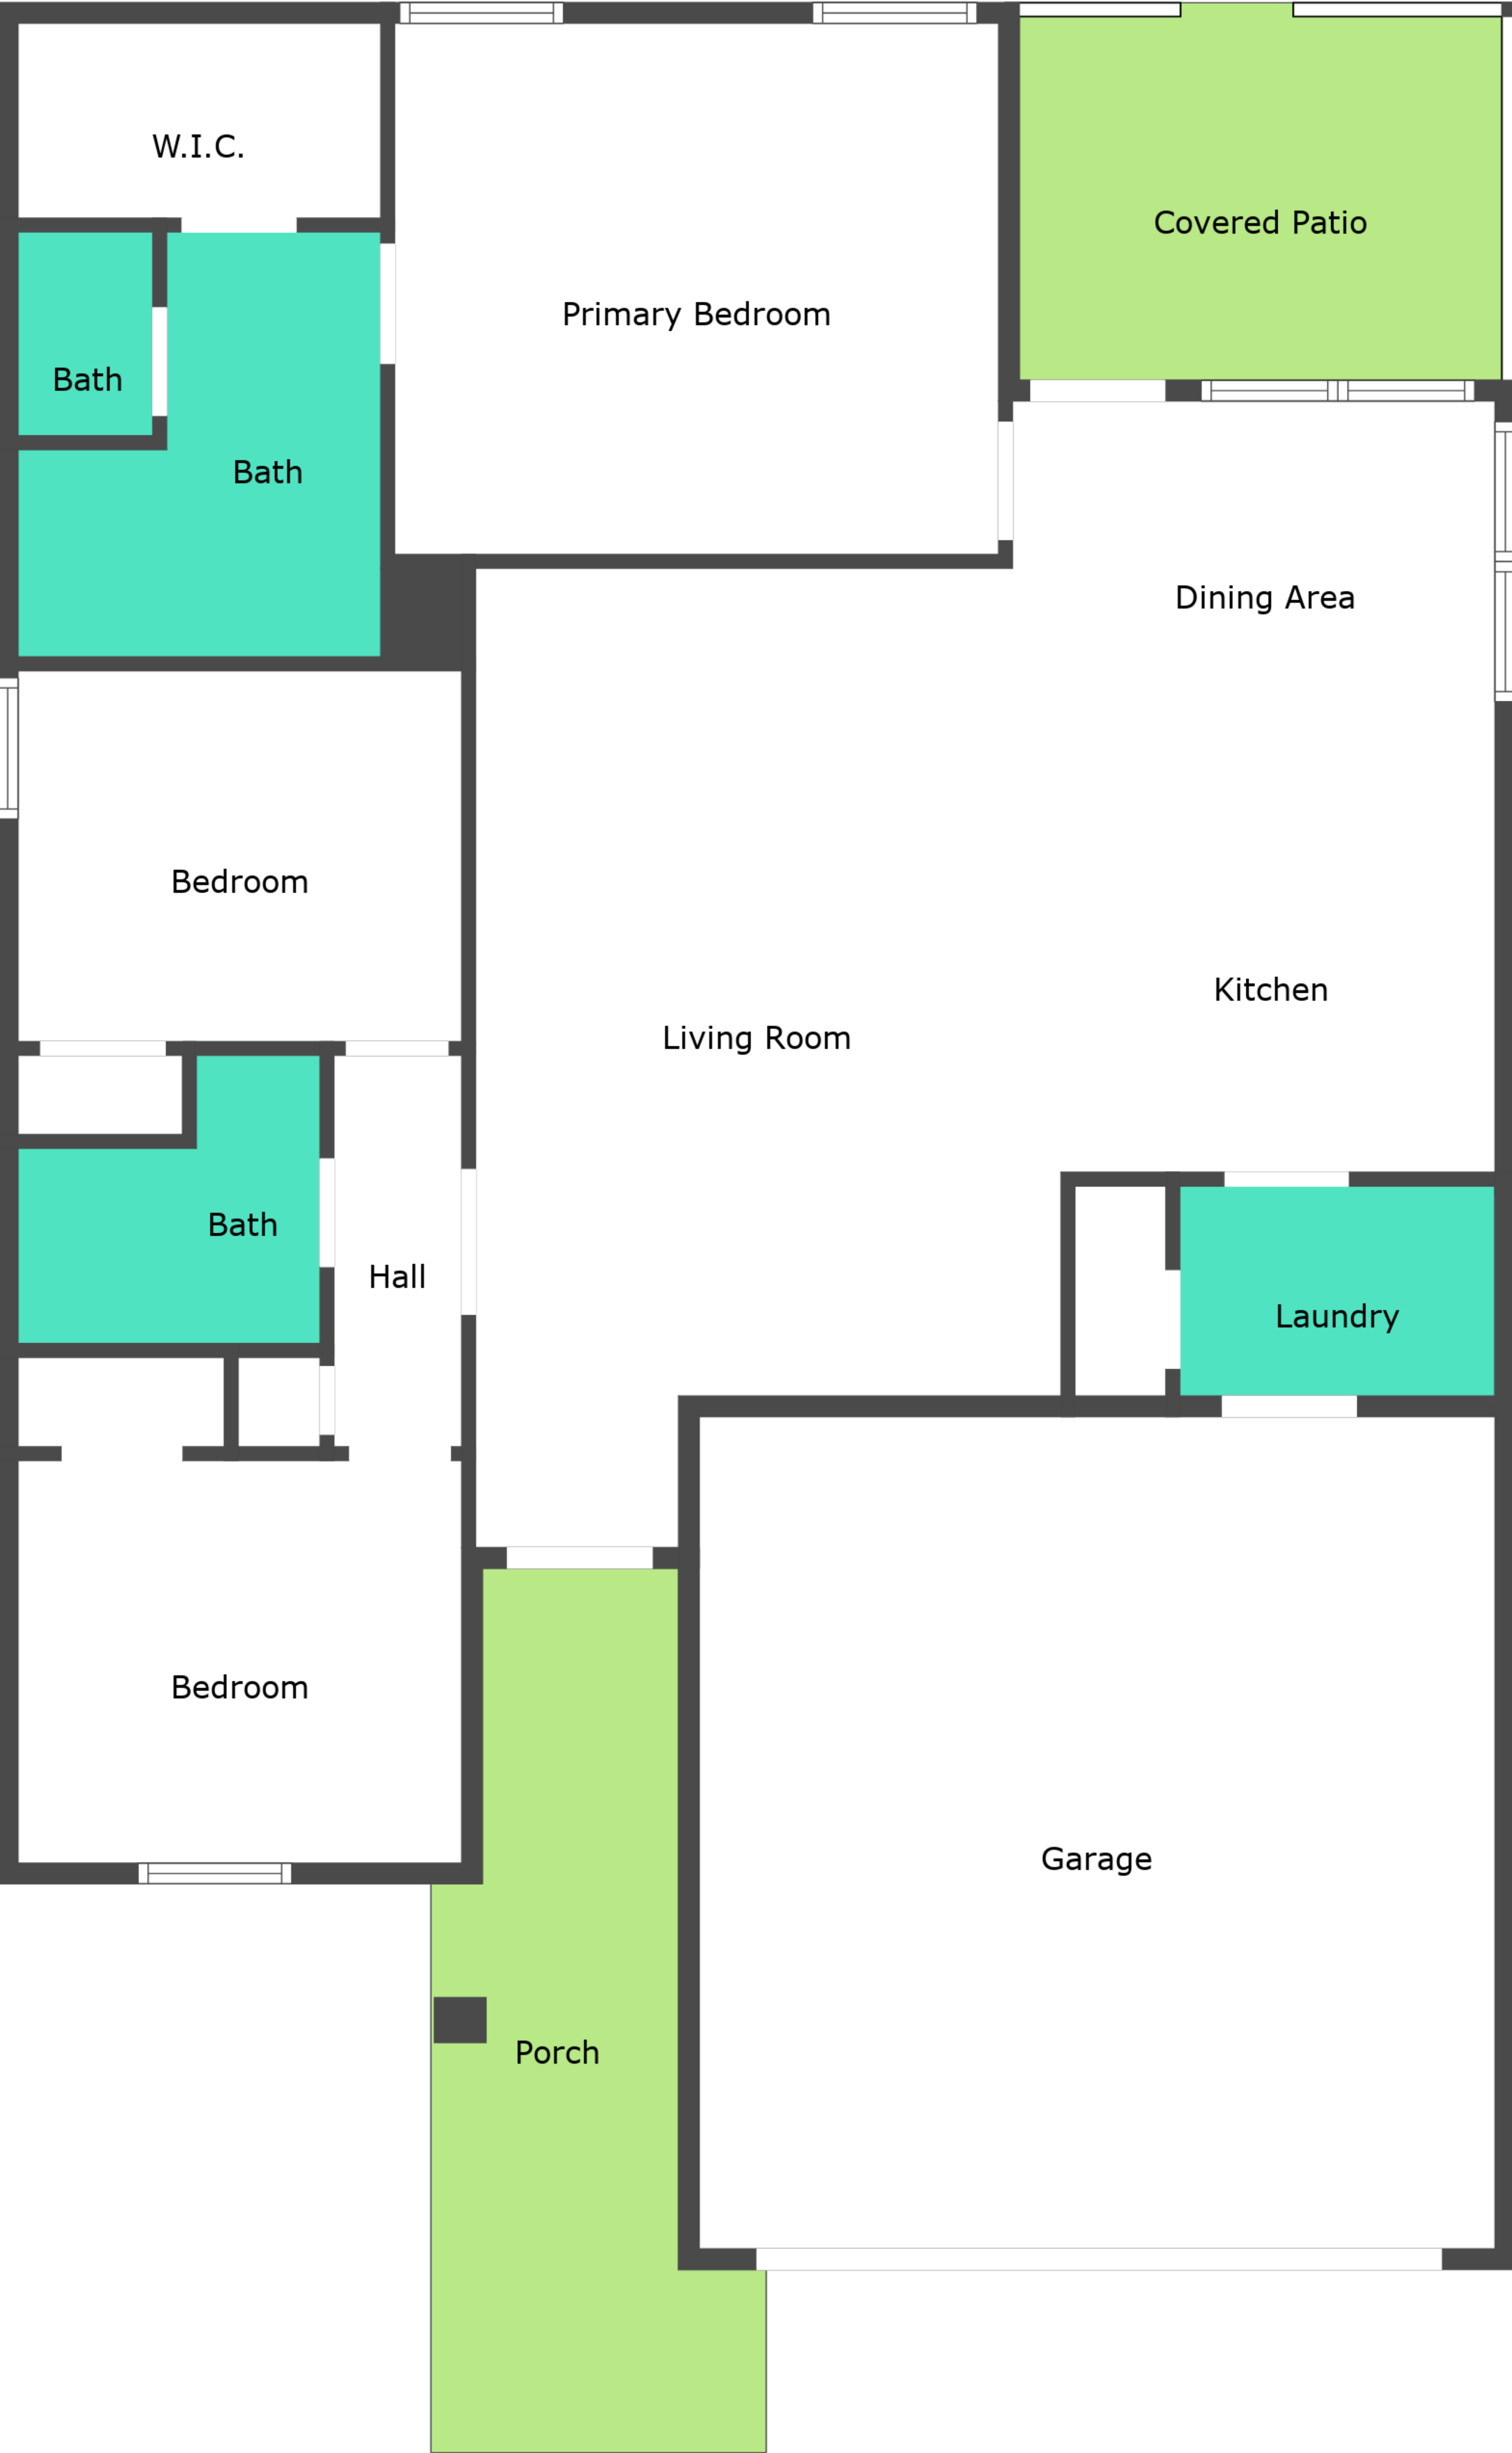 W.I.C.
Covered Patio
Primary Bedroom
Bath
Bath
Dining Area
Bedroom
Kitchen
Living Room
Bath
Hall
Laundry
Bedroom
Garage
Porch